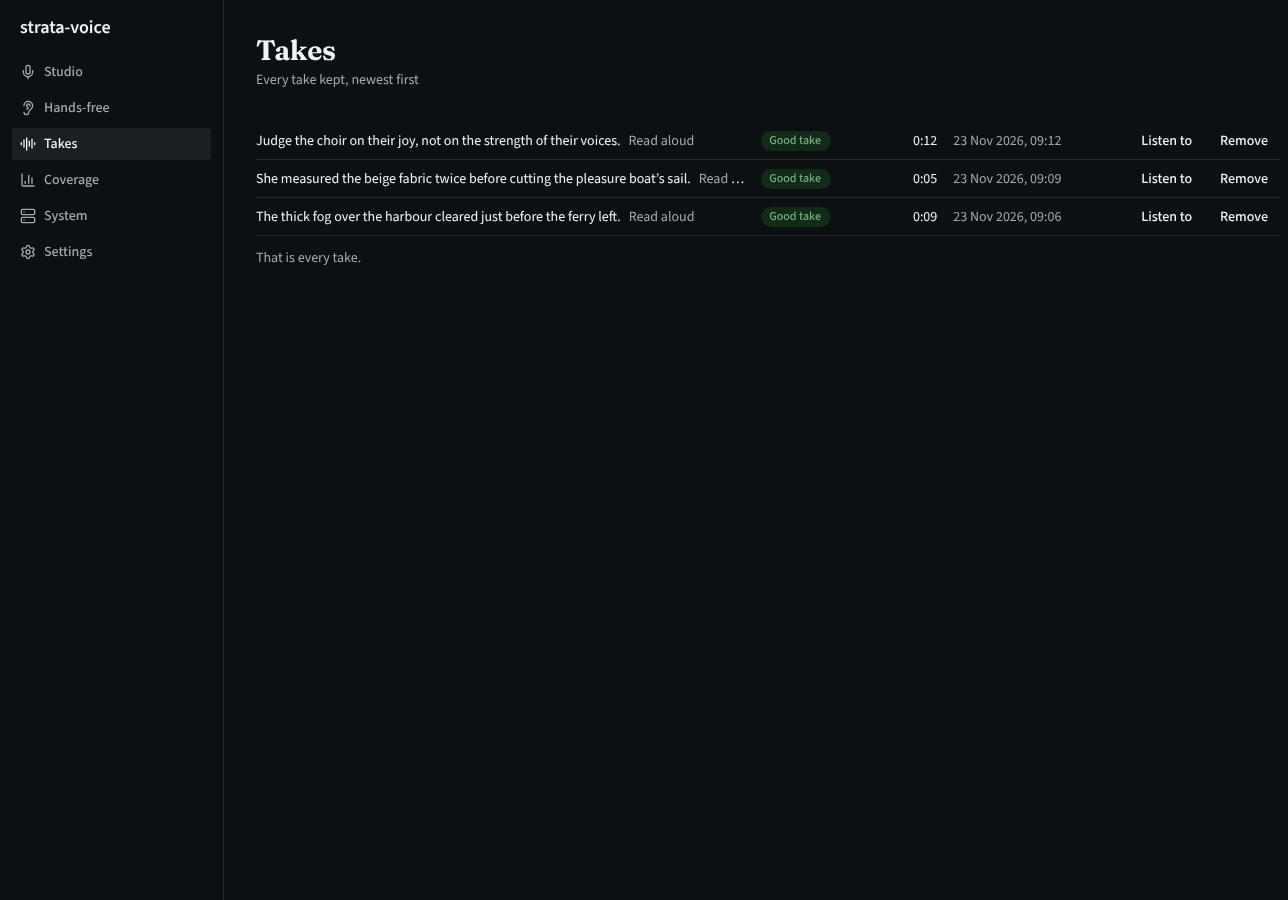 strata-voice
Studio
Hands-free
Takes
Coverage
System
Settings
Takes
Every take kept, newest first
Judge the choir on their joy, not on the strength of their voices. Read aloud Good take 0:12 23 Nov 2026, 09:12 Listen to Remove
She measured the beige fabric twice before cutting the pleasure boat’s sail. Read … Good take 0:05 23 Nov 2026, 09:09 Listen to Remove
The thick fog over the harbour cleared just before the ferry left. Read aloud Good take 0:09 23 Nov 2026, 09:06 Listen to Remove
That is every take.